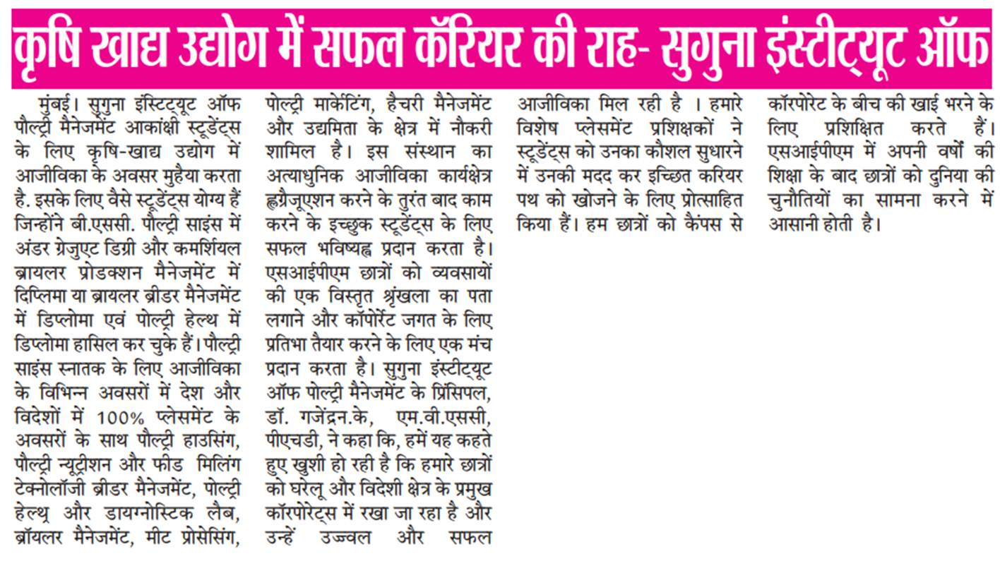 कृषि खाद्य उद्योग में सफल कॅरियर की राह- सुगुना इंस्टीट्यूट ऑफ
मुंबई। सुगुना इंस्टिट्यूट ऑफ
पौल्ट्री मैनेजमेंट आकांक्षी स्टूडेंट्स
के लिए कृषि-खाद्य उद्योग में
आजीविका के अवसर मुहैया करता
है. इसके लिए वैसे स्टूडेंट्स योग्य हैं
जिन्होंने बी.एससी. पौल्ट्री साइंस में
अंडर ग्रेजुएट डिग्री और कमर्शियल
ब्रायलर प्रोडक्शन मैनेजमेंट में
दिप्लिमा या ब्रायलर ब्रीडर मैनेजमेंट
में डिप्लोमा एवं पोल्ट्री हेल्थ में
डिप्लोमा हासिल कर चुके हैं। पौल्ट्री
साइंस स्नातक के लिए आजीविका
के विभिन्न अवसरों में देश और
विदेशों में 100% प्लेसमेंट के
अवसरों के साथ पौल्ट्री हाउसिंग,
पौल्ट्री न्यूट्रीशन और फीड मिलिंग
टेक्नोलॉजी ब्रीडर मैनेजमेंट, पोल्ट्री
हेल्थ् और डायग्नोस्टिक लैब,
ब्रॉयलर मैनेजमेंट, मीट प्रोसेसिंग,
पोल्ट्री मार्केटिंग, हैचरी मैनेजमेंट
और उद्यमिता के क्षेत्र में नौकरी
शामिल है। इस संस्थान का
अत्याधुनिक आजीविका कार्यक्षेत्र
ह्लग्रैजूएशन करने के तुरंत बाद काम
करने के इच्छुक स्टूडेंट्स के लिए
सफल भविष्यह्न प्रदान करता है।
एसआईपीएम छात्रों को व्यवसायों
की एक विस्तृत श्रृंखला का पता
लगाने और कॉपोर्रेट जगत के लिए
प्रतिभा तैयार करने के लिए एक मंच
प्रदान करता है। सुगुना इंस्टीट्यूट
ऑफ पोल्ट्री मैनेजमेंट के प्रिंसिपल,
डॉ. गजेंद्रन.के, एम.वी.एससी,
पीएचडी, ने कहा कि, हमें यह कहते
हुए खुशी हो रही है कि हमारे छात्रों
को घरेलू और विदेशी क्षेत्र के प्रमुख
कॉरपोरेट्स में रखा जा रहा है और
उन्हें उज्ज्वल और सफल
आजीविका मिल रही है । हमारे
विशेष प्लेसमेंट प्रशिक्षकों ने
स्टूडेंट्स को उनका कौशल सुधारने
में उनकी मदद कर इच्छित करियर
पथ को खोजने के लिए प्रोत्साहित
किया हैं। हम छात्रों को कैंपस से
कॉरपोरेट के बीच की खाई भरने के
लिए प्रशिक्षित करते हैं।
एसआईपीएम में अपनी वर्षों की
शिक्षा के बाद छात्रों को दुनिया की
चुनौतियों का सामना करने में
आसानी होती है।